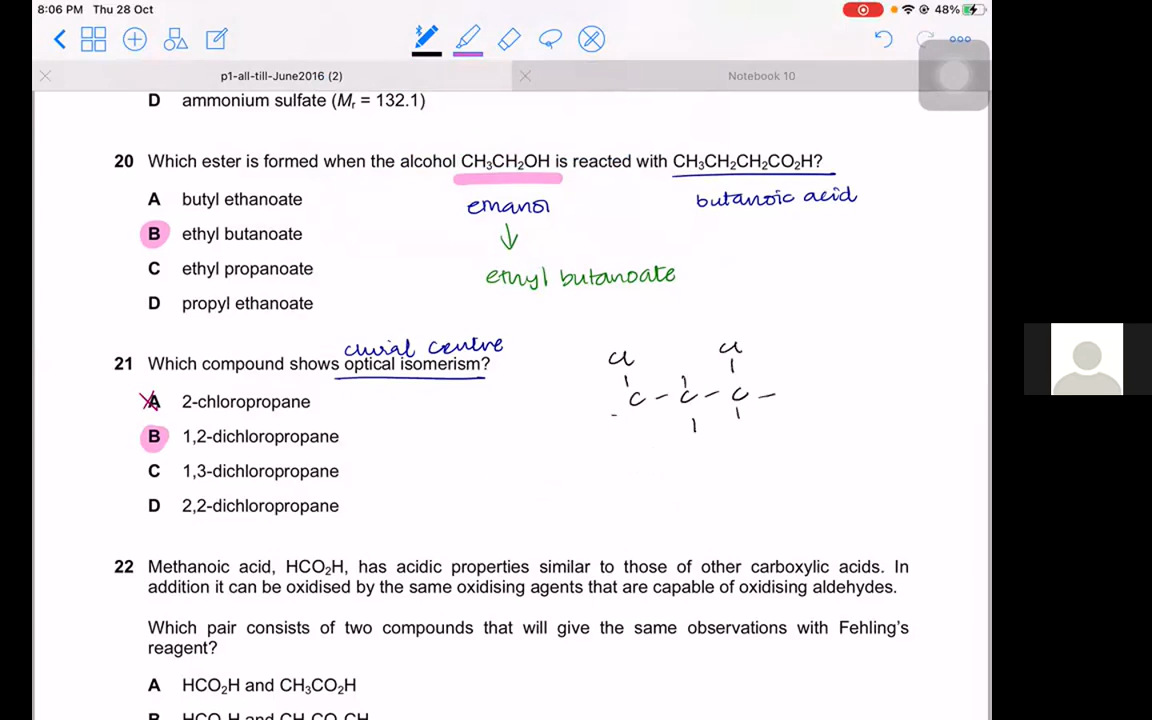 8:06 PM Thu 28 Oct
48%
p1-all-till-June2016 (2)
Notebook 10
D ammonium sulfate (Mr = 132.1)
20 Which ester is formed when the alcohol CH3CH2OH is reacted with CH3CH2CH2CO2H?
butanoic acid
A butyl ethanoate
ethanol
B ethyl butanoate
C ethyl propanoate
ethyl butanoate
D propyl ethanoate
chiral centre
21 Which compound shows optical isomerism?
Cl Cl
A 2-chloropropane
C - C - C -
B 1,2-dichloropropane
C 1,3-dichloropropane
D 2,2-dichloropropane
22 Methanoic acid, HCO2H, has acidic properties similar to those of other carboxylic acids. In
addition it can be oxidised by the same oxidising agents that are capable of oxidising aldehydes.
Which pair consists of two compounds that will give the same observations with Fehling's
reagent?
A HCO2H and CH3CO2H